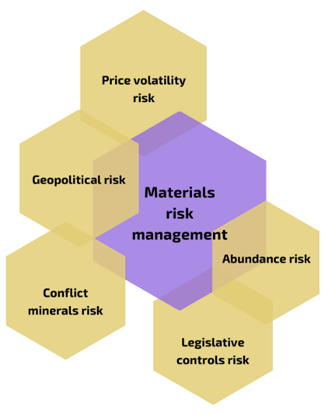 Price volatility
risk
Geopolitical risk
Materials
risk
management
Abundance risk
Conflict
minerals risk
Legislative
controls risk